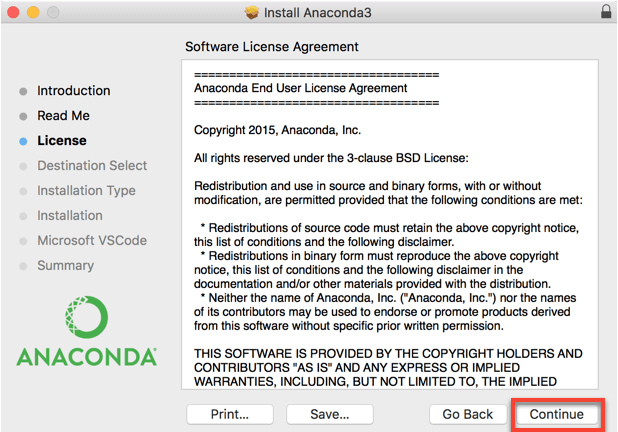 Install Anaconda3
Software License Agreement
Introduction
Read Me
License
Destination Select
Installation Type
Installation
Microsoft VSCode
Summary
ANACONDA®
===================================
Anaconda End User License Agreement
===================================
Copyright 2015, Anaconda, Inc.
All rights reserved under the 3-clause BSD License:
Redistribution and use in source and binary forms, with or without
modification, are permitted provided that the following conditions are met:
* Redistributions of source code must retain the above copyright notice,
this list of conditions and the following disclaimer.
* Redistributions in binary form must reproduce the above copyright
notice, this list of conditions and the following disclaimer in the
documentation and/or other materials provided with the distribution.
* Neither the name of Anaconda, Inc. ("Anaconda, Inc.") nor the names
of its contributors may be used to endorse or promote products derived
from this software without specific prior written permission.
THIS SOFTWARE IS PROVIDED BY THE COPYRIGHT HOLDERS AND
CONTRIBUTORS "AS IS" AND ANY EXPRESS OR IMPLIED
WARRANTIES, INCLUDING, BUT NOT LIMITED TO, THE IMPLIED
Print...
Save...
Go Back
Continue